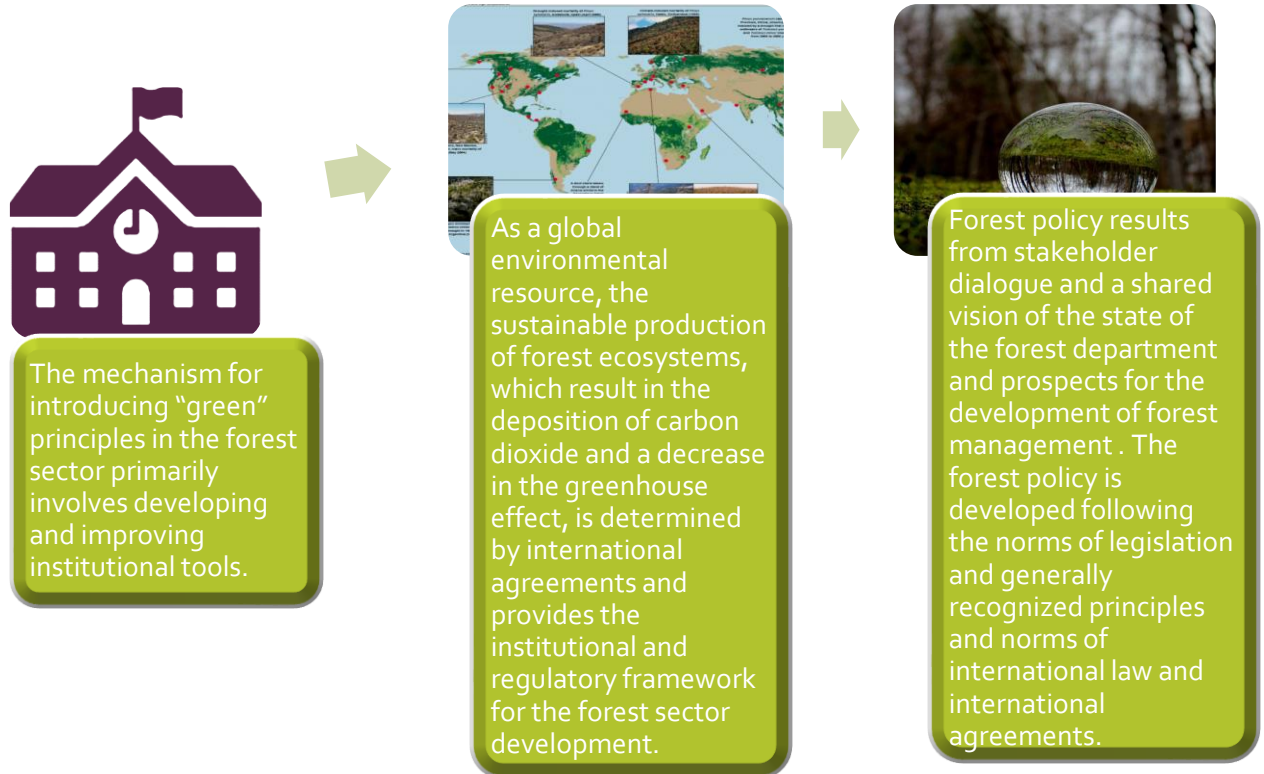 The mechanism for
introducing “green”
principles in the forest
sector primarily
involves developing
and improving
institutional tools.
As a global
environmental
resource, the
sustainable production
of forest ecosystems,
which result in the
deposition of carbon
dioxide and a decrease
in the greenhouse
effect, is determined
by international
agreements and
provides the
institutional and
regulatory framework
for the forest sector
development.
Forest policy results
from stakeholder
dialogue and a shared
vision of the state of
the forest department
and prospects for the
development of forest
management . The
forest policy is
developed following
the norms of legislation
and generally
recognized principles
and norms of
international law and
international
agreements.